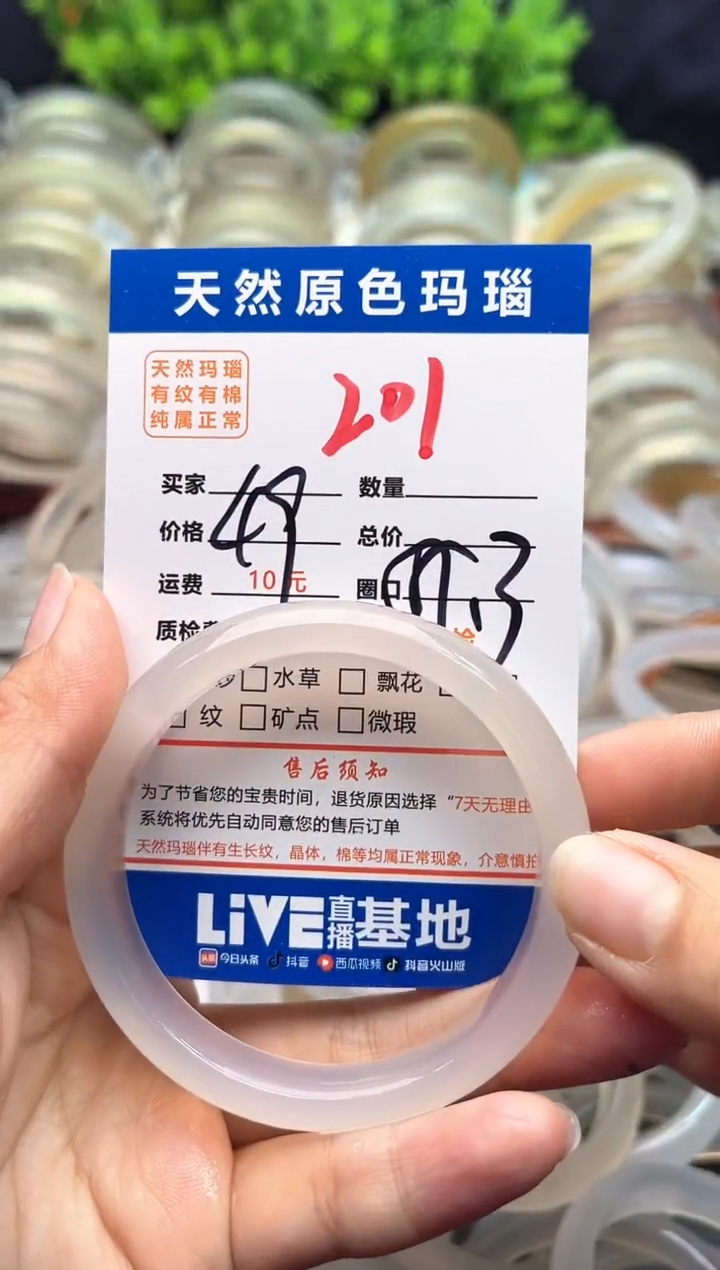 天然原色玛瑙
天然玛瑙
有纹有棉
纯属正常
201
买家 数量
价格 49 总价
运费 10元 圈口
质检
水草 飘花
纹 矿点 微瑕
售后须知
为了节省您的宝贵时间，退货原因选择“7天无理由
系统将优先自动同意您的售后订单
天然玛瑙伴有生长纹，晶体，棉等均属正常现象，介意慎拍
LiVE直播基地
头条 今日头条 抖音 西瓜视频 抖音火山版